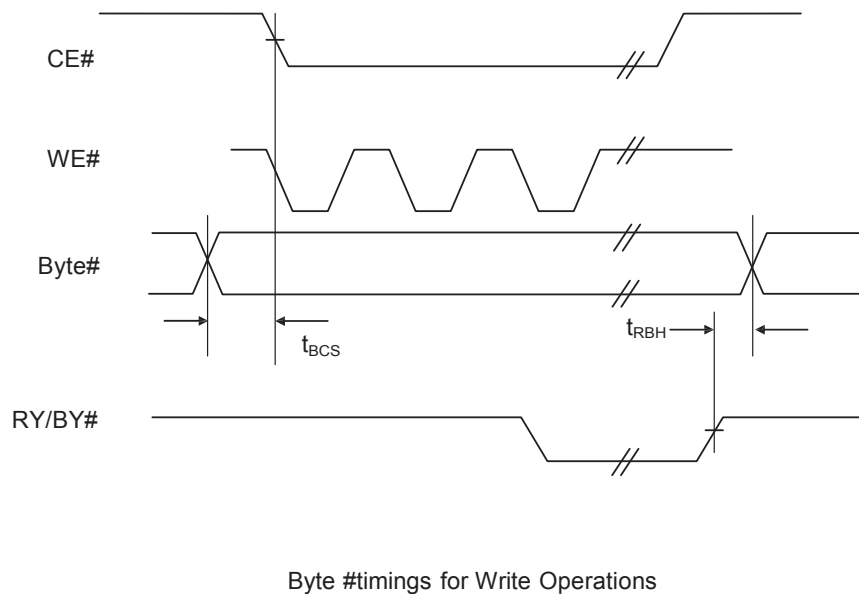 CE#
WE#
Byte#
tBCS
tRBH
RY/BY#
Byte #timings for Write Operations